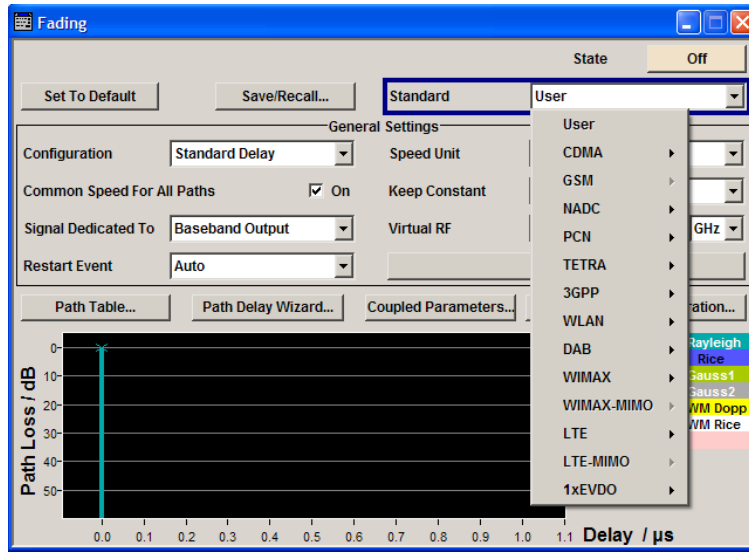 Fading
State Off
Set To Default Save/Recall... Standard User
General Settings
User
Configuration Standard Delay Speed Unit
CDMA
GSM
Common Speed For All Paths On Keep Constant
NADC
Signal Dedicated To Baseband Output Virtual RF GHz
PCN
Restart Event Auto
TETRA
3GPP
Path Table... Path Delay Wizard... Coupled Parameters...
WLAN
DAB
WIMAX
WIMAX-MIMO
LTE
LTE-MIMO
1xEVDO
Rayleigh
Rice
Gauss1
Gauss2
WM Dopp
WM Rice
Path Loss / dB
0
10
20
30
40
50
0.0 0.1 0.2 0.3 0.4 0.5 0.6 0.7 0.8 0.9 1.0 1.1 Delay / µs